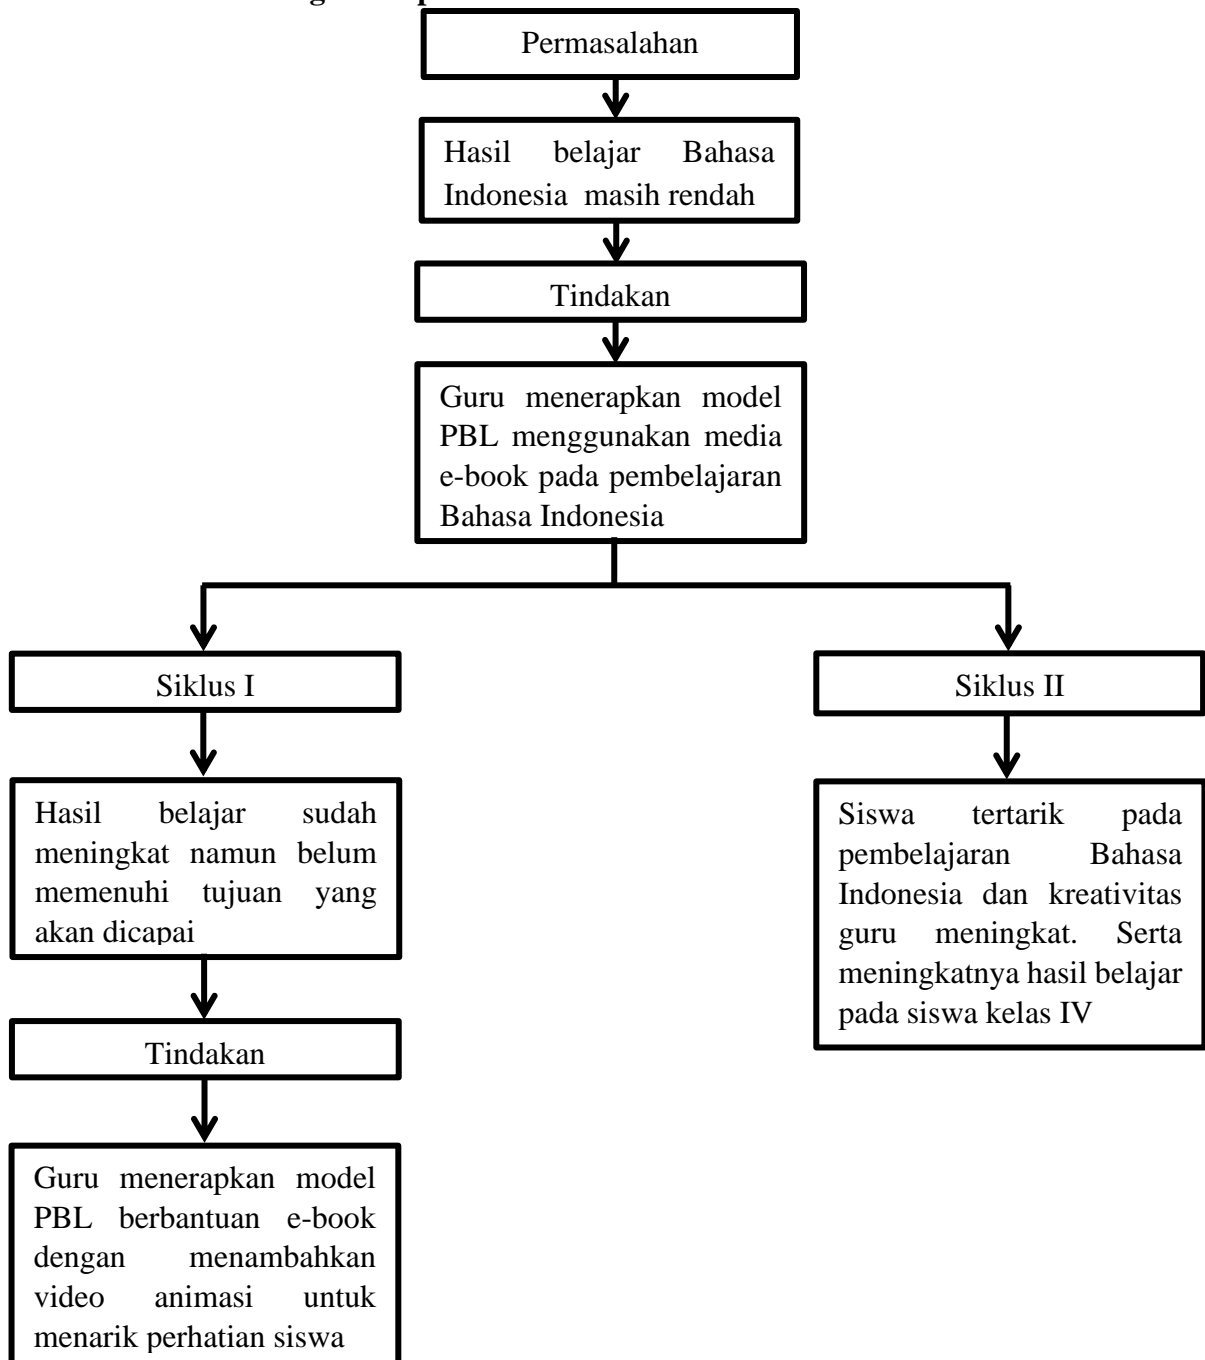 Permasalahan
Hasil belajar Bahasa
Indonesia masih rendah
Tindakan
Guru menerapkan model
PBL menggunakan media
e-book pada pembelajaran
Bahasa Indonesia
Siklus I
Siklus II
Hasil belajar sudah
meningkat namun belum
memenuhi tujuan yang
akan dicapai
Siswa tertarik pada
pembelajaran Bahasa
Indonesia dan kreativitas
guru meningkat. Serta
meningkatnya hasil belajar
pada siswa kelas IV
Tindakan
Guru menerapkan model
PBL berbantuan e-book
dengan menambahkan
video animasi untuk
menarik perhatian siswa